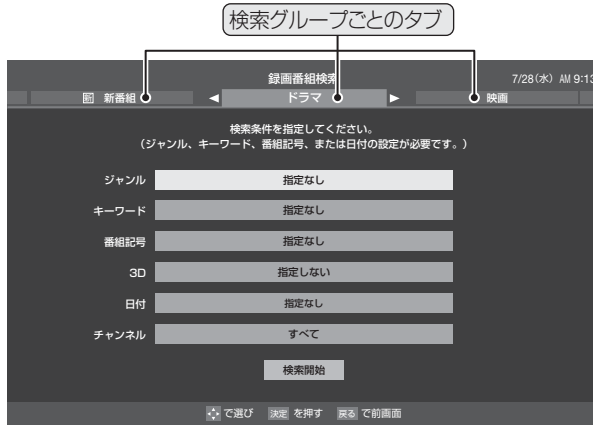 検索グループごとのタブ
録画番組検索
7/28(水) AM 9:13
新 新番組
ドラマ
映画
検索条件を指定してください。
(ジャンル、キーワード、番組記号、または日付の設定が必要です。)
ジャンル 指定なし
キーワード 指定なし
番組記号 指定なし
3D 指定しない
日付 指定なし
チャンネル すべて
検索開始
で選び 決定 を押す 戻る で前画面